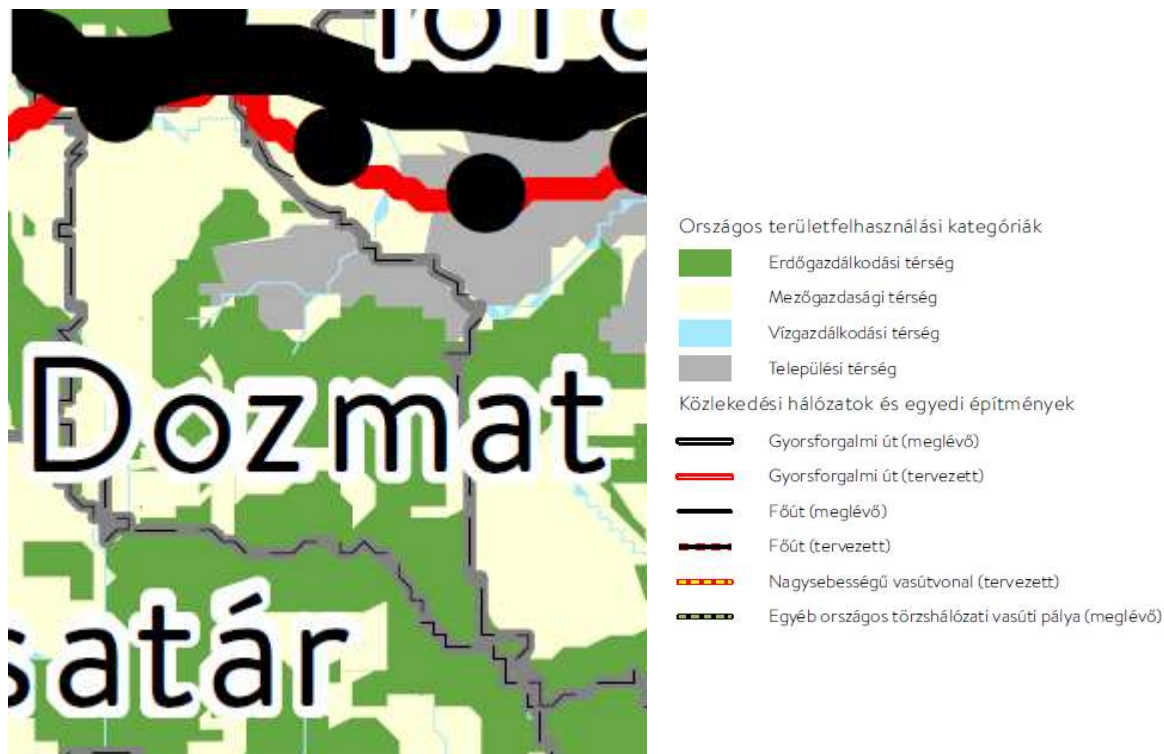 Dozmat
satár
Országos területfelhasználási kategóriák
Erdőgazdálkodási térség
Mezőgazdasági térség
Vízgazdálkodási térség
Települési térség
Közlekedési hálózatok és egyedi építmények
Gyorsforgalmi út (meglévő)
Gyorsforgalmi út (tervezett)
Főút (meglévő)
Főút (tervezett)
Nagysebességű vasútvonal (tervezett)
Egyéb országos törzshálózati vasúti pálya (meglévő)